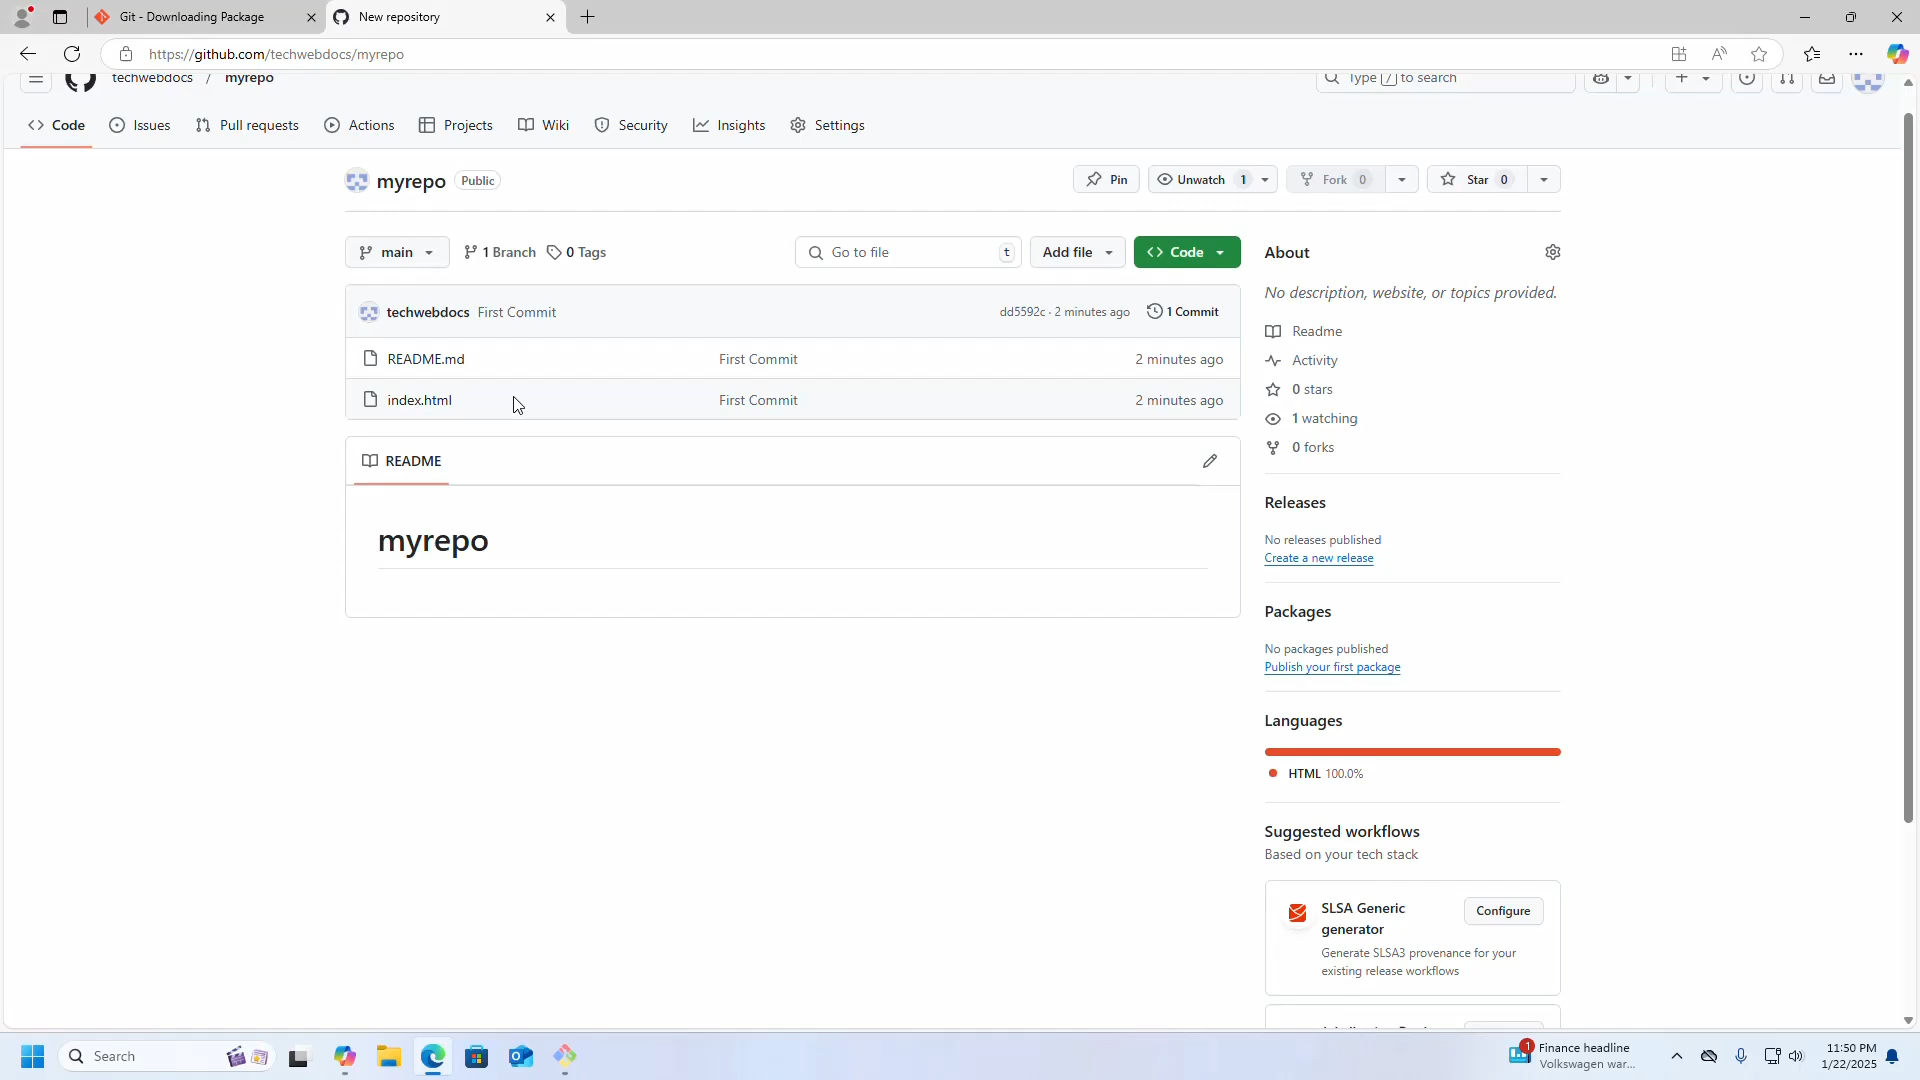 Git - Downloading Package
New repository
https://github.com/techwebdocs/myrepo
techwebdocs / myrepo
Type / to search
Code
Issues
Pull requests
Actions
Projects
Wiki
Security
Insights
Settings
myrepo Public
Pin
Unwatch 1
Fork 0
Star 0
main
1 Branch
0 Tags
Go to file t
Add file
Code
techwebdocs First Commit dd5592c · 2 minutes ago 1 Commit
README.md First Commit 2 minutes ago
index.html First Commit 2 minutes ago
README
myrepo
About
No description, website, or topics provided.
Readme
Activity
0 stars
1 watching
0 forks
Releases
No releases published
Create a new release
Packages
No packages published
Publish your first package
Languages
HTML 100.0%
Suggested workflows
Based on your tech stack
SLSA Generic
generator
Configure
Generate SLSA3 provenance for your
existing release workflows
Search
1
Finance headline
Volkswagen war...
11:50 PM
1/22/2025